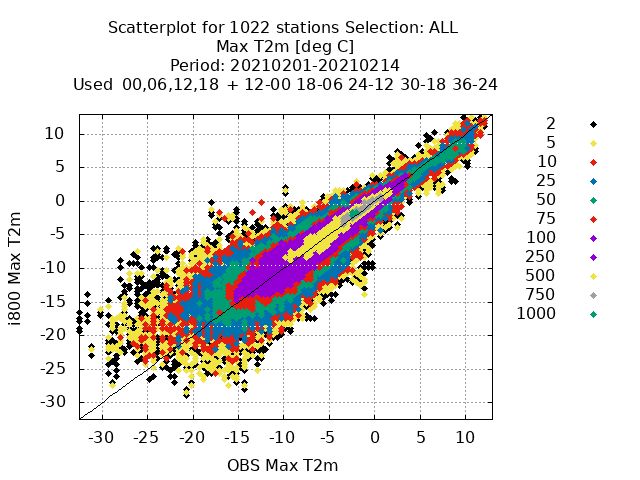 Scatterplot for 1022 stations Selection: ALL
Max T2m [deg C]
Period: 20210201-20210214
Used 00,06,12,18 + 12-00 18-06 24-12 30-18 36-24
i800 Max T2m
10
5
0
-5
-10
-15
-20
-25
-30
-30 -25 -20 -15 -10 -5 0 5 10
OBS Max T2m
2
5
10
25
50
75
100
250
500
750
1000